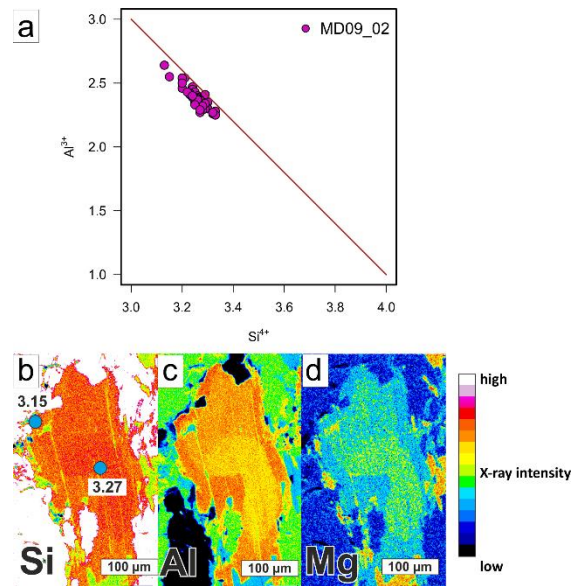 a
3.0
MD09_02
2.5
Al³⁺
2.0
1.5
1.0
3.0 3.2 3.4 3.6 3.8 4.0
Si⁴⁺
b
c
d
3.15
3.27
Si
Al
Mg
100 µm
100 µm
100 µm
high
X-ray intensity
low